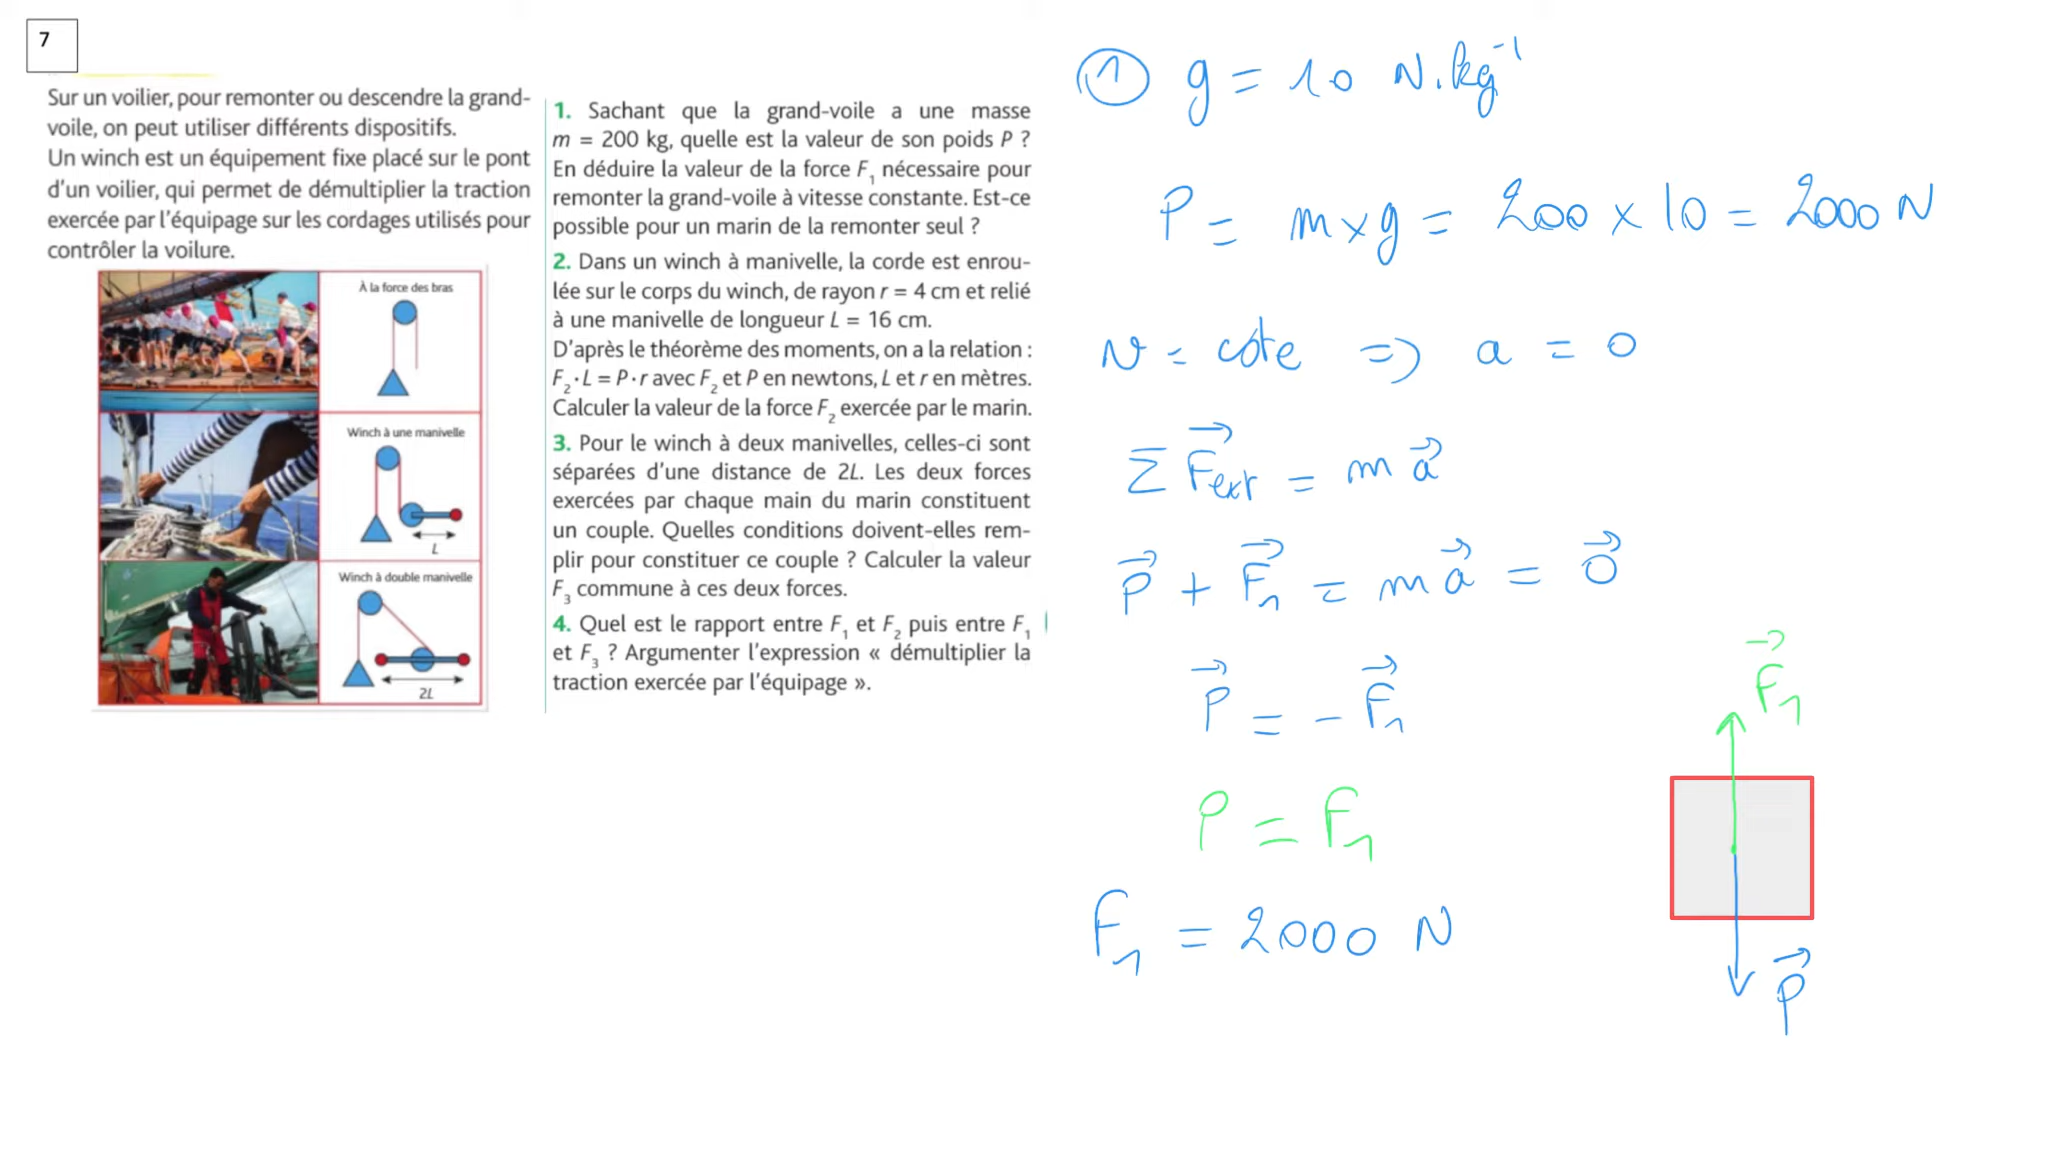 7
Sur un voilier, pour remonter ou descendre la grand-
voile, on peut utiliser différents dispositifs.
Un winch est un équipement fixe placé sur le pont
d'un voilier, qui permet de démultiplier la traction
exercée par l'équipage sur les cordages utilisés pour
contrôler la voilure.
À la force des bras
Winch à une manivelle
L
Winch à double manivelle
2L
1. Sachant que la grand-voile a une masse
m = 200 kg, quelle est la valeur de son poids P ?
En déduire la valeur de la force F₁ nécessaire pour
remonter la grand-voile à vitesse constante. Est-ce
possible pour un marin de la remonter seul ?
2. Dans un winch à manivelle, la corde est enrou-
lée sur le corps du winch, de rayon r = 4 cm et relié
à une manivelle de longueur L = 16 cm.
D'après le théorème des moments, on a la relation :
F₂ · L = P · r avec F₂ et P en newtons, L et r en mètres.
Calculer la valeur de la force F₂ exercée par le marin.
3. Pour le winch à deux manivelles, celles-ci sont
séparées d'une distance de 2L. Les deux forces
exercées par chaque main du marin constituent
un couple. Quelles conditions doivent-elles rem-
plir pour constituer ce couple ? Calculer la valeur
F₃ commune à ces deux forces.
4. Quel est le rapport entre F₁ et F₂ puis entre F₁
et F₃ ? Argumenter l'expression « démultiplier la
traction exercée par l'équipage ».
① g = 10 N.kg⁻¹
P = m×g = 200 × 10 = 2000 N
v = cste ⇒ a = 0
Σ F⃗ext = m a⃗
P⃗ + F⃗₁ = m a⃗ = 0⃗
P⃗ = - F⃗₁
P = F₁
F₁ = 2000 N
F⃗₁
P⃗